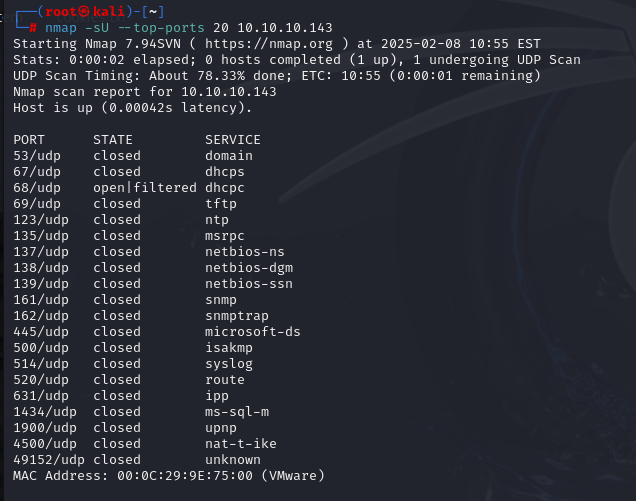 (root㉿kali)-[~]
# nmap -sU --top-ports 20 10.10.10.143
Starting Nmap 7.94SVN ( https://nmap.org ) at 2025-02-08 10:55 EST
Stats: 0:00:02 elapsed; 0 hosts completed (1 up), 1 undergoing UDP Scan
UDP Scan Timing: About 78.33% done; ETC: 10:55 (0:00:01 remaining)
Nmap scan report for 10.10.10.143
Host is up (0.00042s latency).
PORT      STATE         SERVICE
53/udp    closed        domain
67/udp    closed        dhcps
68/udp    open|filtered dhcpc
69/udp    closed        tftp
123/udp   closed        ntp
135/udp   closed        msrpc
137/udp   closed        netbios-ns
138/udp   closed        netbios-dgm
139/udp   closed        netbios-ssn
161/udp   closed        snmp
162/udp   closed        snmptrap
445/udp   closed        microsoft-ds
500/udp   closed        isakmp
514/udp   closed        syslog
520/udp   closed        route
631/udp   closed        ipp
1434/udp  closed        ms-sql-m
1900/udp  closed        upnp
4500/udp  closed        nat-t-ike
49152/udp closed        unknown
MAC Address: 00:0C:29:9E:75:00 (VMware)